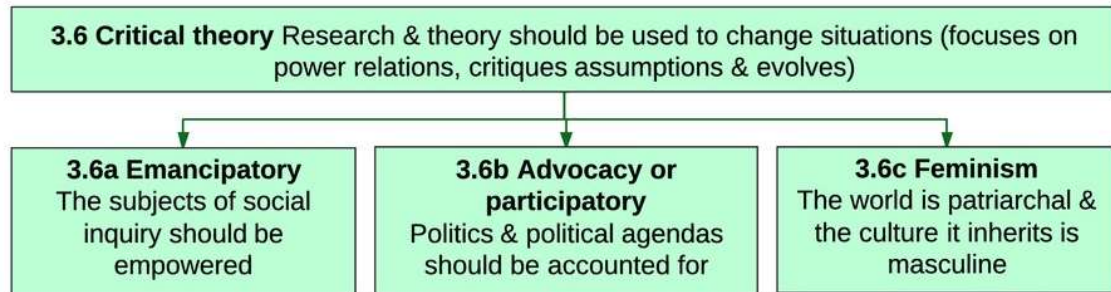 3.6 Critical theory Research & theory should be used to change situations (focuses on
power relations, critiques assumptions & evolves)
3.6a Emancipatory
The subjects of social
inquiry should be
empowered
3.6b Advocacy or
participatory
Politics & political agendas
should be accounted for
3.6c Feminism
The world is patriarchal &
the culture it inherits is
masculine